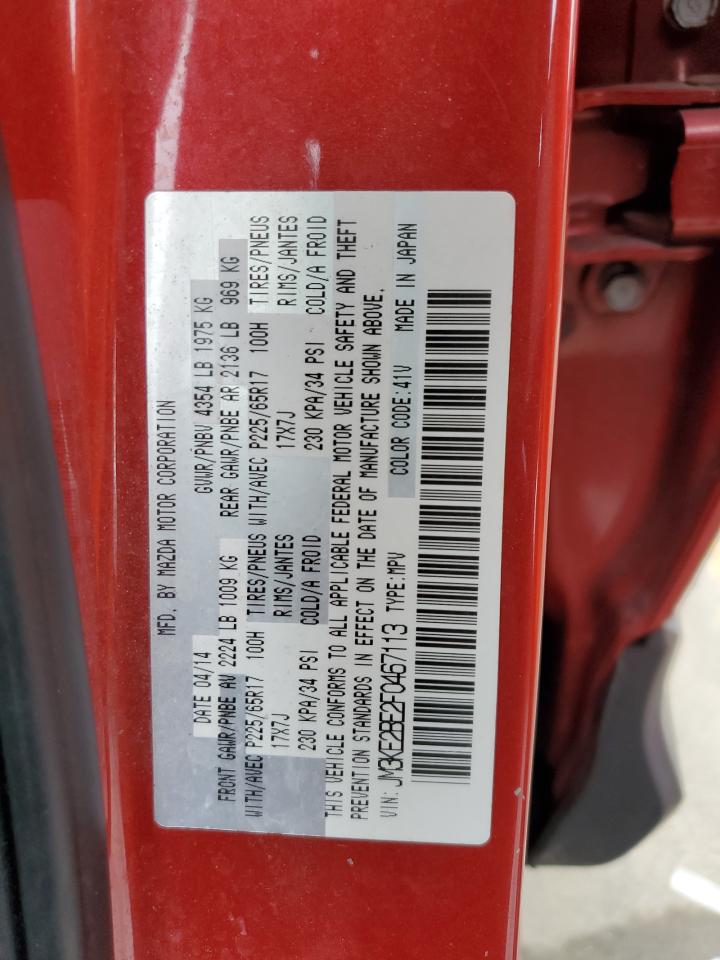 MFD. BY MAZDA MOTOR CORPORATION
DATE 04/14 GVWR/PNBV 4354 LB 1975 KG
FRONT GAWR/PNBE AV 2224 LB 1009 KG REAR GAWR/PNBE AR 2136 LB 969 KG
WITH/AVEC P225/65R17 100H TIRES/PNEUS WITH/AVEC P225/65R17 100H TIRES/PNEUS
17X7J RIMS/JANTES 17X7J RIMS/JANTES
230 KPA/34 PSI COLD/A FROID 230 KPA/34 PSI COLD/A FROID
THIS VEHICLE CONFORMS TO ALL APPLICABLE FEDERAL MOTOR VEHICLE SAFETY AND THEFT
PREVENTION STANDARDS IN EFFECT ON THE DATE OF MANUFACTURE SHOWN ABOVE.
VIN: JM3KE2BE2F0467113 TYPE:MPV COLOR CODE:41V MADE IN JAPAN